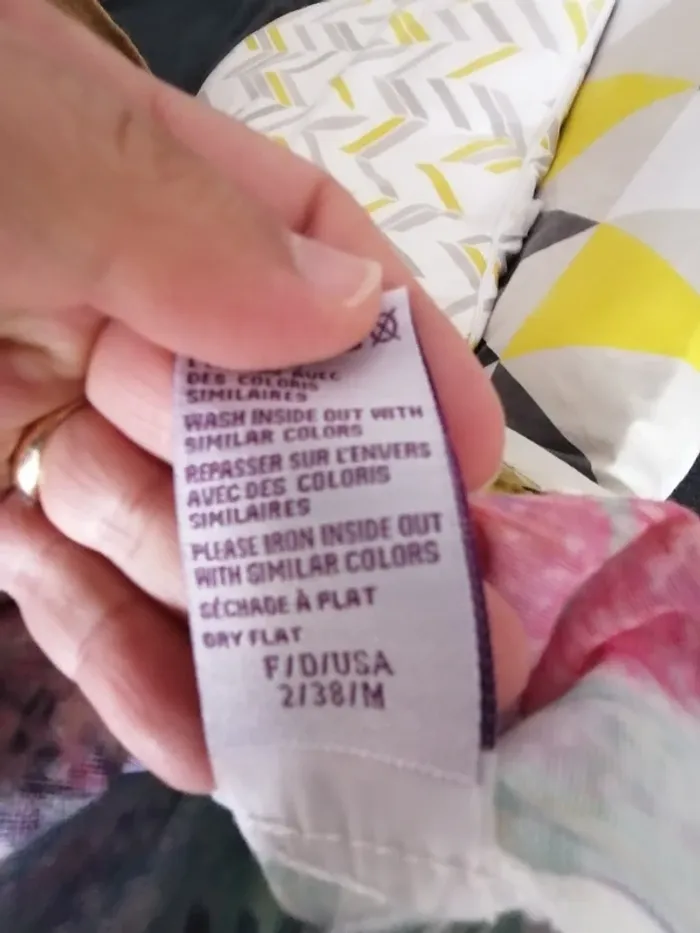 AVEC
DES COLORIS
SIMILAIRES
WASH INSIDE OUT WITH
SIMILAR COLORS
REPASSER SUR L'ENVERS
AVEC DES COLORIS
SIMILAIRES
PLEASE IRON INSIDE OUT
WITH SIMILAR COLORS
SÉCHAGE À PLAT
DRY FLAT
F/D/USA
2/38/M